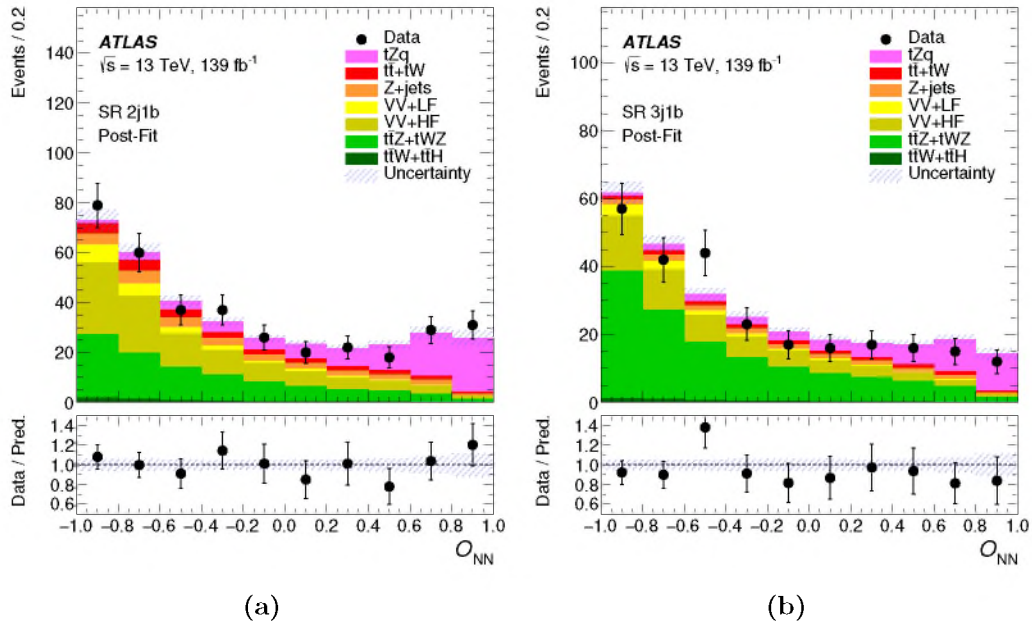 Events / 0.2
140
120
100
80
60
40
20
0
ATLAS
√s = 13 TeV, 139 fb⁻¹
SR 2j1b
Post-Fit
Data
tZq
tt̄+tW
Z+jets
VV+LF
VV+HF
tt̄Z+tWZ
tt̄W+tt̄H
Uncertainty
Data / Pred.
1.4
1.2
1.0
0.8
0.6
−1.0 −0.8 −0.6 −0.4 −0.2 0.0 0.2 0.4 0.6 0.8 1.0
O_NN
(a)
Events / 0.2
100
80
60
40
20
0
ATLAS
√s = 13 TeV, 139 fb⁻¹
SR 3j1b
Post-Fit
Data
tZq
tt̄+tW
Z+jets
VV+LF
VV+HF
tt̄Z+tWZ
tt̄W+tt̄H
Uncertainty
Data / Pred.
1.4
1.2
1.0
0.8
0.6
−1.0 −0.8 −0.6 −0.4 −0.2 0.0 0.2 0.4 0.6 0.8 1.0
O_NN
(b)